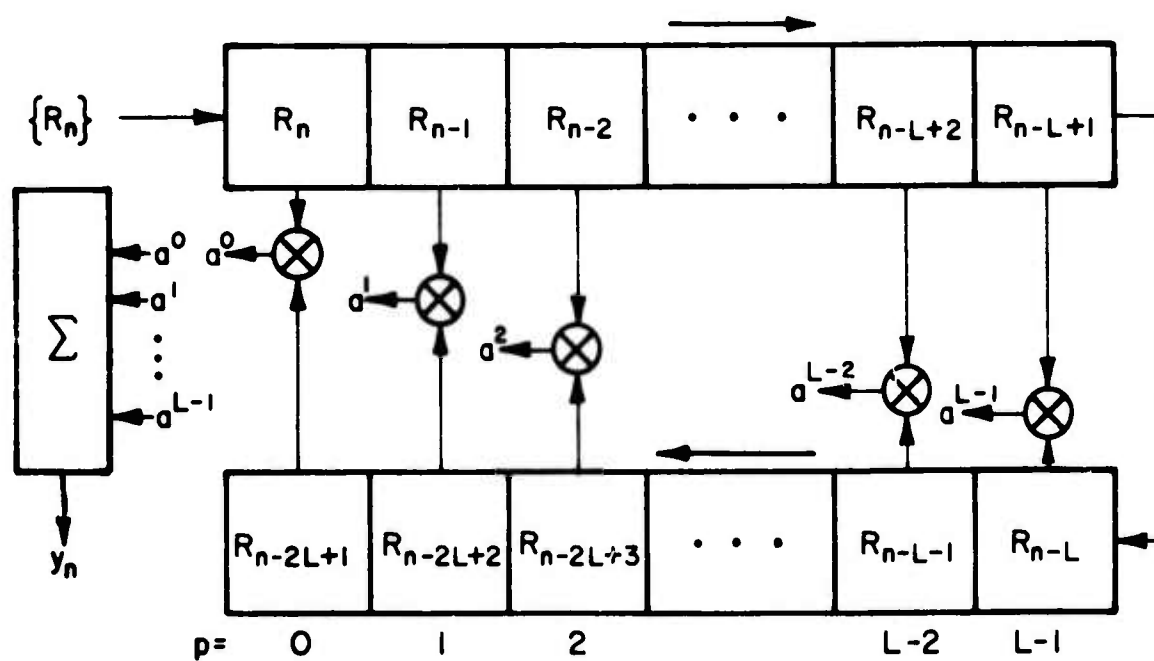 {Rₙ} Rₙ Rₙ₋₁ Rₙ₋₂ • • • Rₙ₋L₊₂ Rₙ₋L₊₁
a⁰ a⁰
a¹ a¹
Σ a²
aᴸ⁻² aᴸ⁻¹
aᴸ⁻¹
yₙ Rₙ₋₂L₊₁ Rₙ₋₂L₊₂ Rₙ₋₂L₊₃ • • • Rₙ₋L₋₁ Rₙ₋L
p= 0 1 2 L-2 L-1